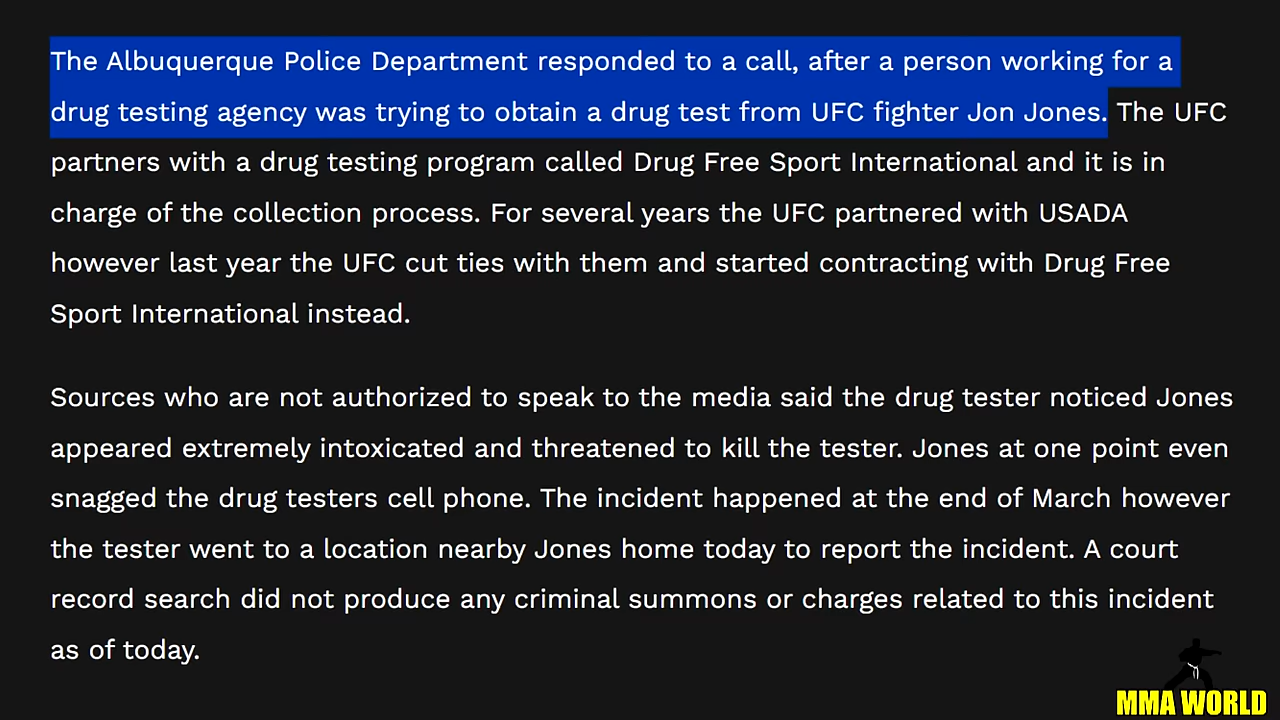 The Albuquerque Police Department responded to a call, after a person working for a
drug testing agency was trying to obtain a drug test from UFC fighter Jon Jones. The UFC
partners with a drug testing program called Drug Free Sport International and it is in
charge of the collection process. For several years the UFC partnered with USADA
however last year the UFC cut ties with them and started contracting with Drug Free
Sport International instead.
Sources who are not authorized to speak to the media said the drug tester noticed Jones
appeared extremely intoxicated and threatened to kill the tester. Jones at one point even
snagged the drug testers cell phone. The incident happened at the end of March however
the tester went to a location nearby Jones home today to report the incident. A court
record search did not produce any criminal summons or charges related to this incident
as of today.
MMA WORLD